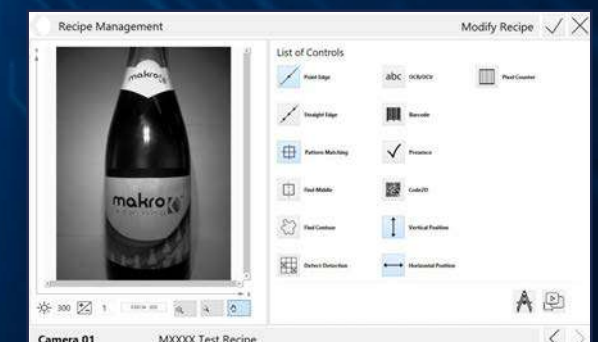 Recipe Management
Modify Recipe
List of Controls
makro
makro
labelling
Point Edge
abc OCR/OCV
Pixel Counter
Straight Edge
Barcode
Pattern Matching
Presence
Find Middle
Code2D
Find Contour
Vertical Position
Defect Detection
Horizontal Position
300
1
Camera 01
MXXXX Test Recipe